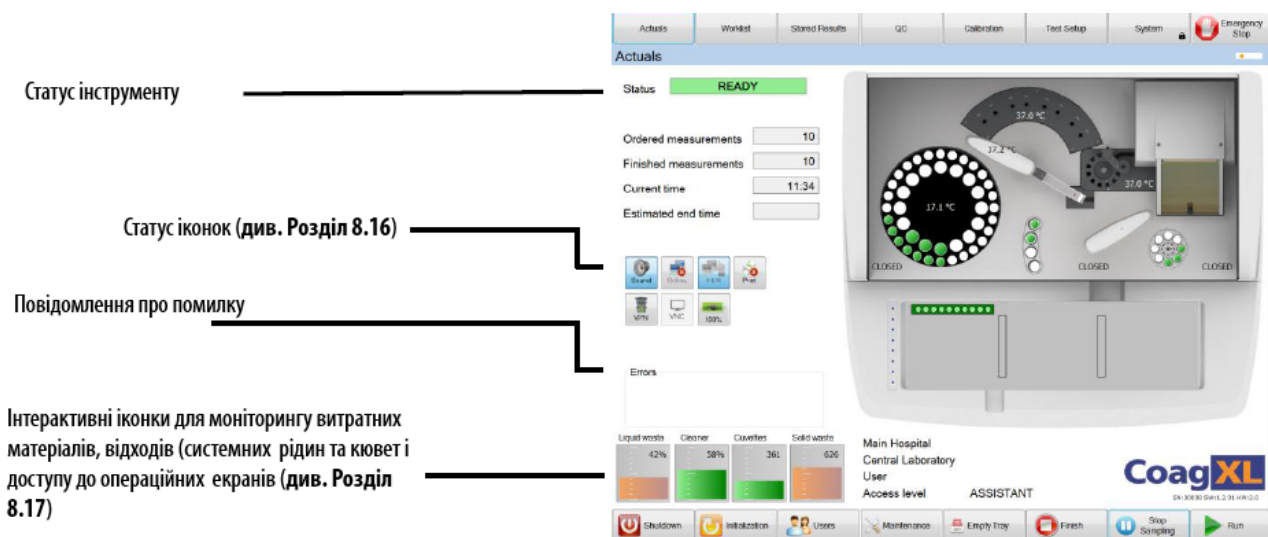 Actuals Worklist Stored Results QC Calibration Test Setup System Emergency Stop
Actuals
Статус інструменту
Status READY
Ordered measurements 10
Finished measurements 10
Current time 11:34
Estimated end time
Статус іконок (див. Розділ 8.16)
Sound Online Print
VPN VNC 100%
Повідомлення про помилку
Errors
Інтерактивні іконки для моніторингу витратних
матеріалів, відходів (системних рідин та кювет і
доступу до операційних екранів (див. Розділ
8.17)
Liquid waste Cleaner Cuvettes Solid waste
42% 58% 361 626
37.0 °C
37.2 °C
37.0 °C
17.1 °C
CLOSED CLOSED CLOSED
Main Hospital
Central Laboratory
User
Access level ASSISTANT
CoagXL
Shutdown Initialization Users Maintenance Empty Tray Finish Stop Sampling Run